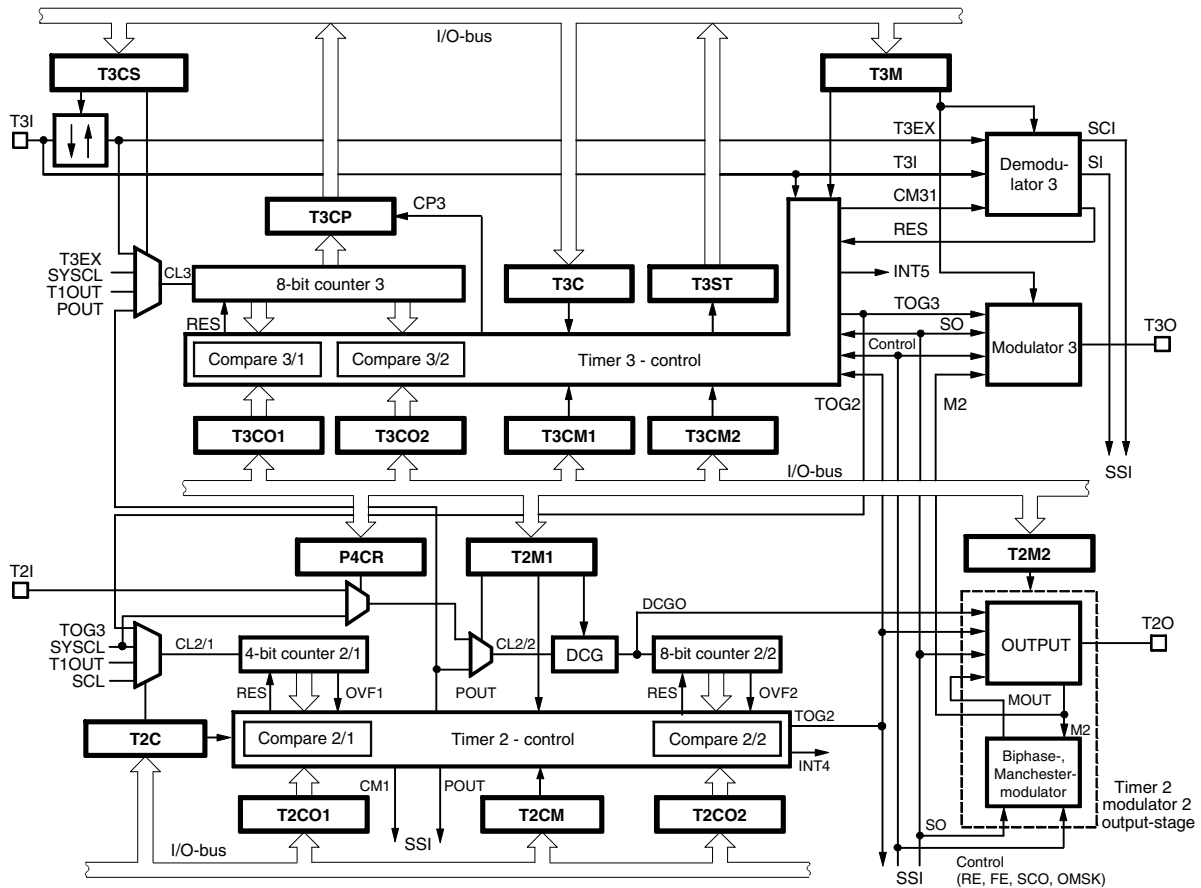 I/O-bus
T3CS
T3M
T3I
T3EX
SCI
T3I
SI
Demodu-
lator 3
CM31
T3CP
CP3
RES
T3EX
SYSCL
T1OUT
POUT
CL3
8-bit counter 3
T3C
T3ST
INT5
RES
TOG3
SO
T3O
Compare 3/1
Compare 3/2
Timer 3 - control
Control
Modulator 3
TOG2
M2
T3CO1
T3CO2
T3CM1
T3CM2
I/O-bus
SSI
P4CR
T2M1
T2M2
T2I
DCGO
TOG3
SYSCL
T1OUT
SCL
CL2/1
4-bit counter 2/1
CL2/2
DCG
8-bit counter 2/2
OUTPUT
T2O
RES
OVF1
POUT
RES
OVF2
MOUT
T2C
Compare 2/1
Timer 2 - control
Compare 2/2
TOG2
M2
INT4
Biphase-,
Manchester-
modulator
Timer 2
modulator 2
output-stage
CM1
POUT
T2CO1
T2CM
T2CO2
SSI
SO
I/O-bus
SSI
Control
(RE, FE, SCO, OMSK)